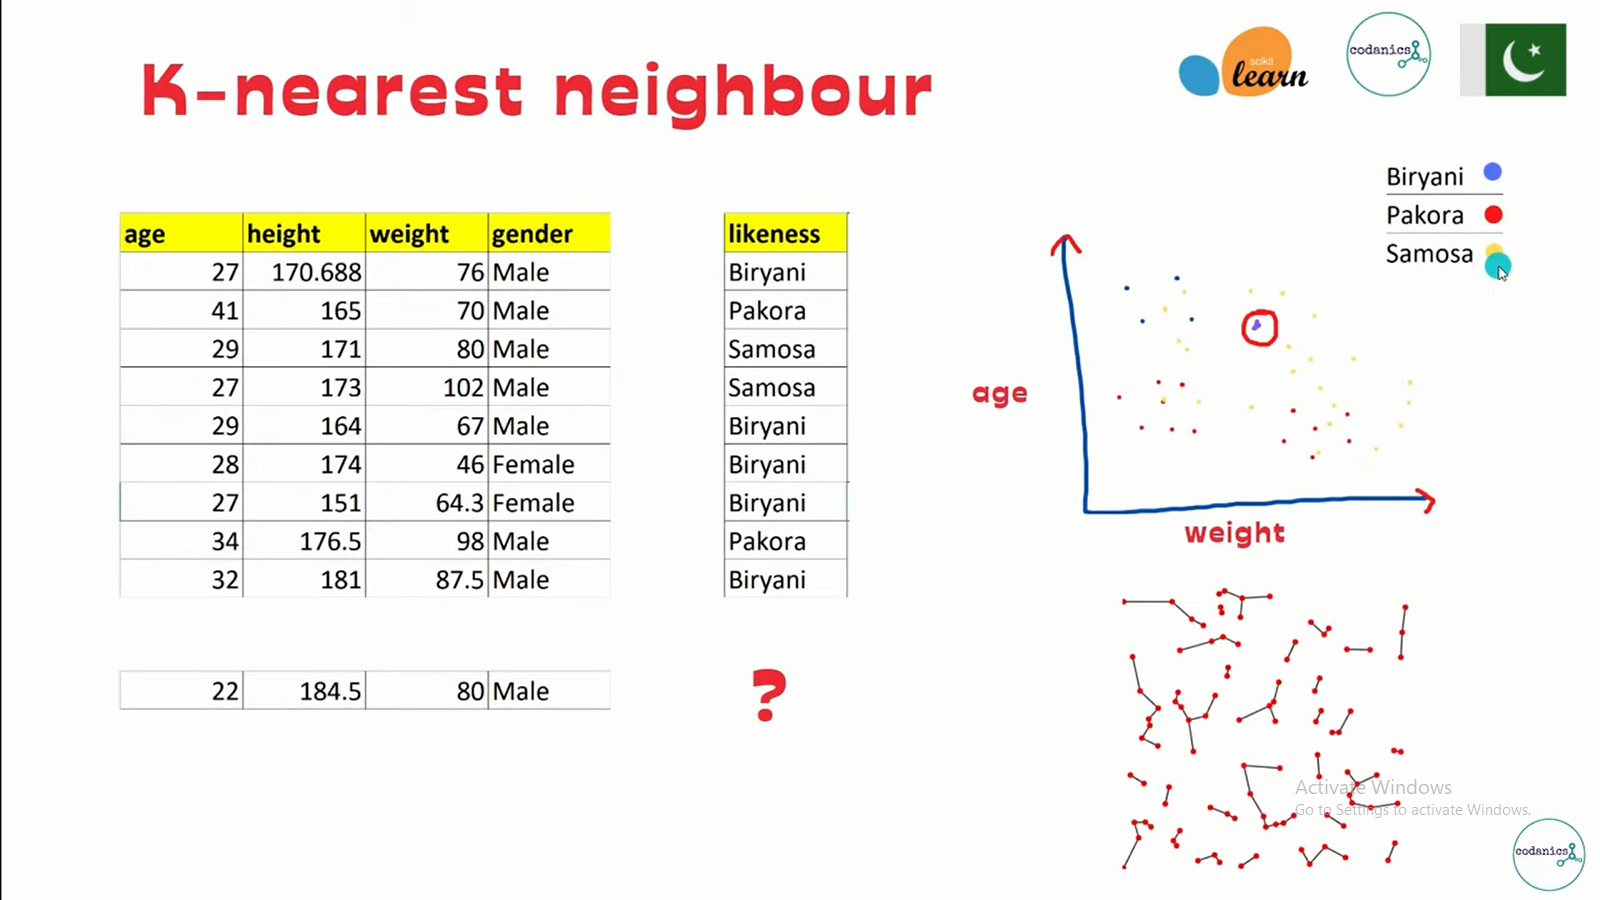 K-nearest neighbour
scikit
learn
codanics
Biryani
Pakora
Samosa
age height weight gender likeness
27 170.688 76 Male Biryani
41 165 70 Male Pakora
29 171 80 Male Samosa
27 173 102 Male Samosa
29 164 67 Male Biryani
28 174 46 Female Biryani
27 151 64.3 Female Biryani
34 176.5 98 Male Pakora
32 181 87.5 Male Biryani
22 184.5 80 Male ?
age
weight
Activate Windows
Go to Settings to activate Windows.
codanics